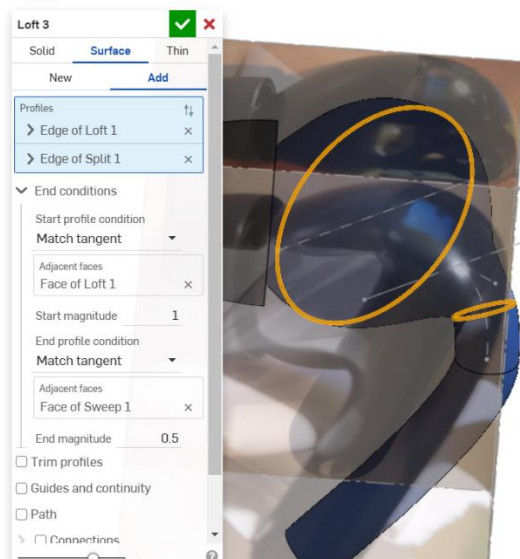 Loft 3
Solid Surface Thin
New Add
Profiles
Edge of Loft 1
Edge of Split 1
End conditions
Start profile condition
Match tangent
Adjacent faces
Face of Loft 1
Start magnitude 1
End profile condition
Match tangent
Adjacent faces
Face of Sweep 1
End magnitude 0.5
Trim profiles
Guides and continuity
Path
Connections